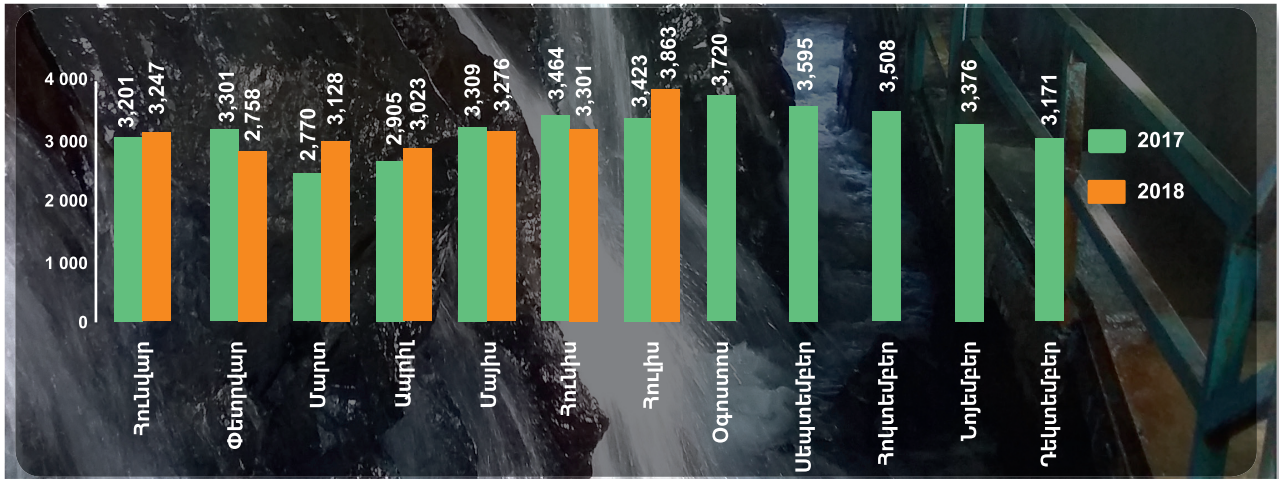 4 000
3 000
2 000
1 000
0
3,201
3,247
3,301
2,758
2,770
3,128
2,905
3,023
3,309
3,276
3,464
3,301
3,423
3,863
3,720
3,595
3,508
3,376
3,171
2017
2018
Հունվար
Փետրվար
Մարտ
Ապրիլ
Մայիս
Հունիս
Հուլիս
Օգոստոս
Սեպտեմբեր
Հոկտեմբեր
Նոյեմբեր
Դեկտեմբեր